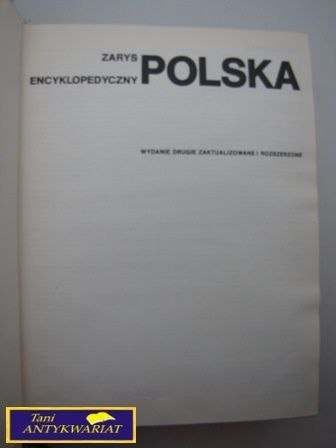 ZARYS
ENCYKLOPEDYCZNY POLSKA
WYDANIE DRUGIE ZAKTUALIZOWANE I ROZSZERZONE
Tani
ANTYKWARIAT